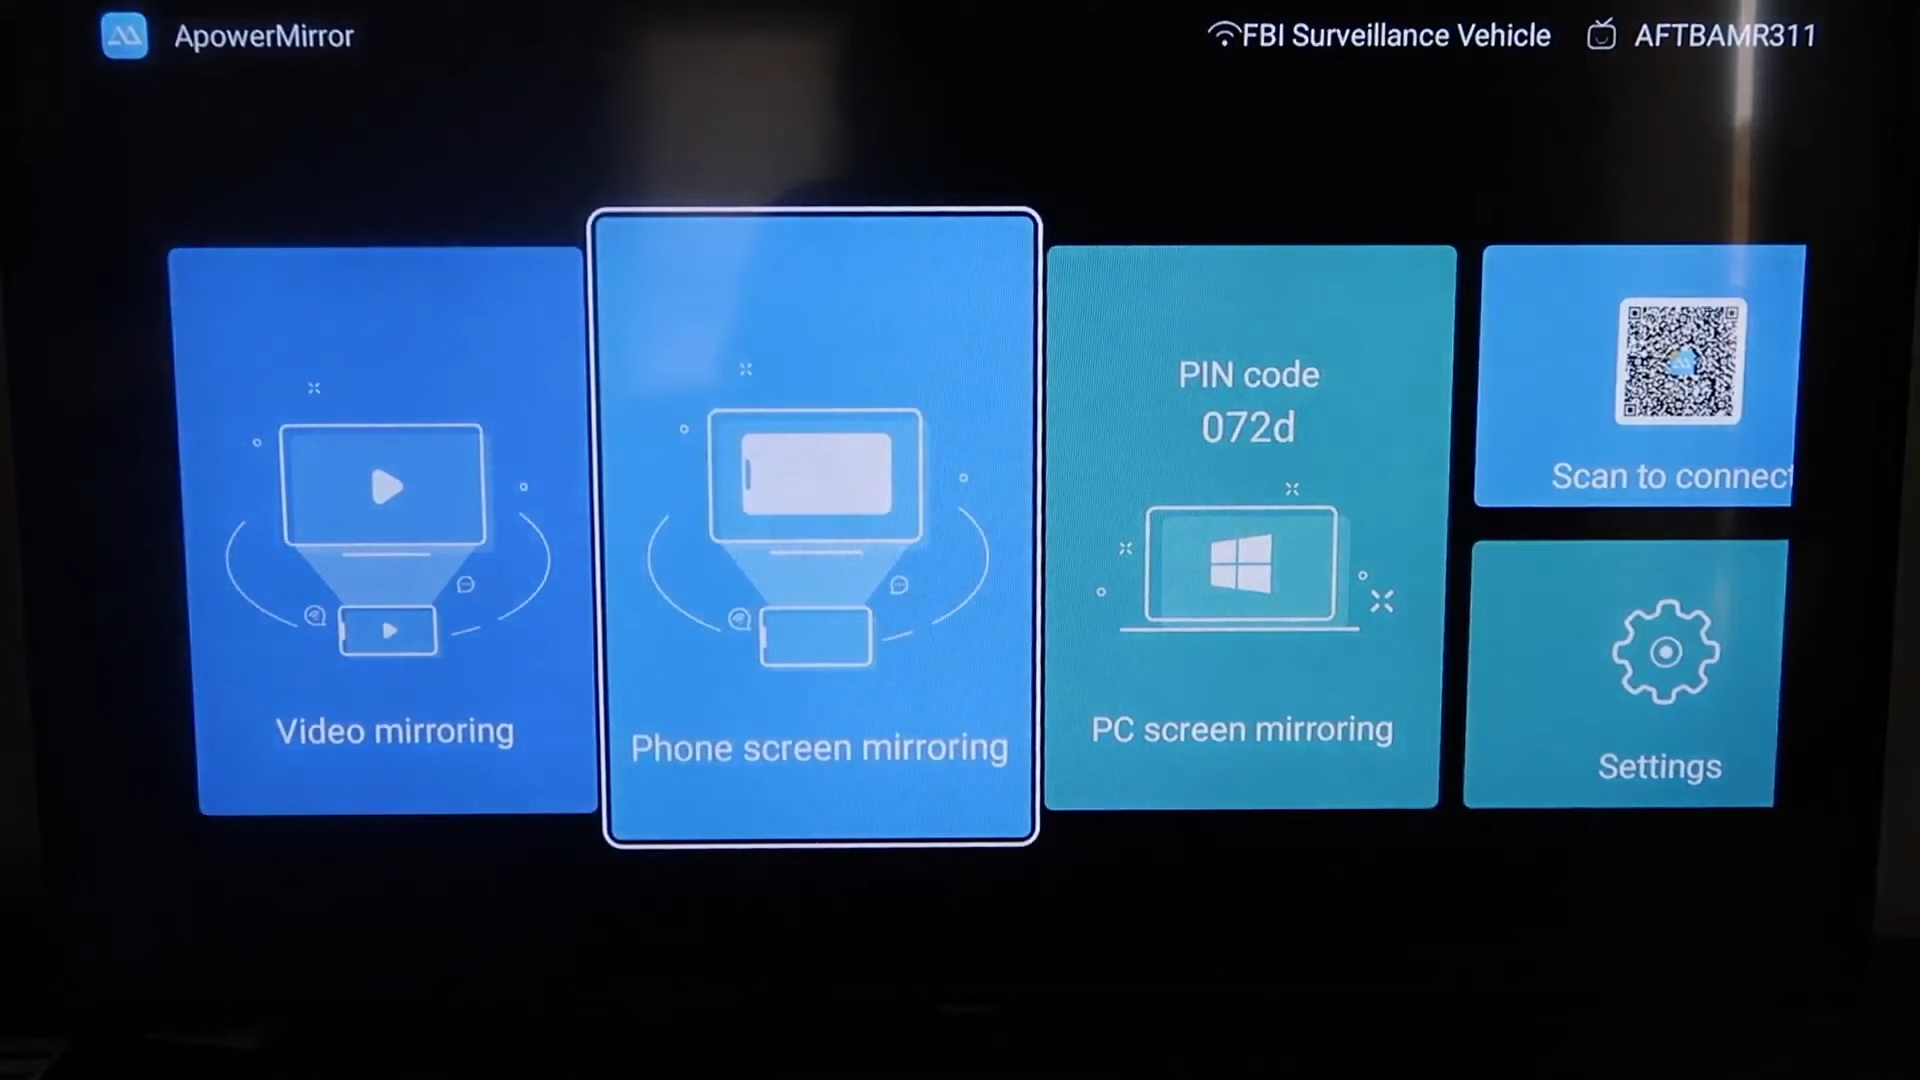 ApowerMirror
FBI Surveillance Vehicle
AFTBAMR311
Video mirroring
Phone screen mirroring
PIN code
072d
PC screen mirroring
Scan to connect
Settings